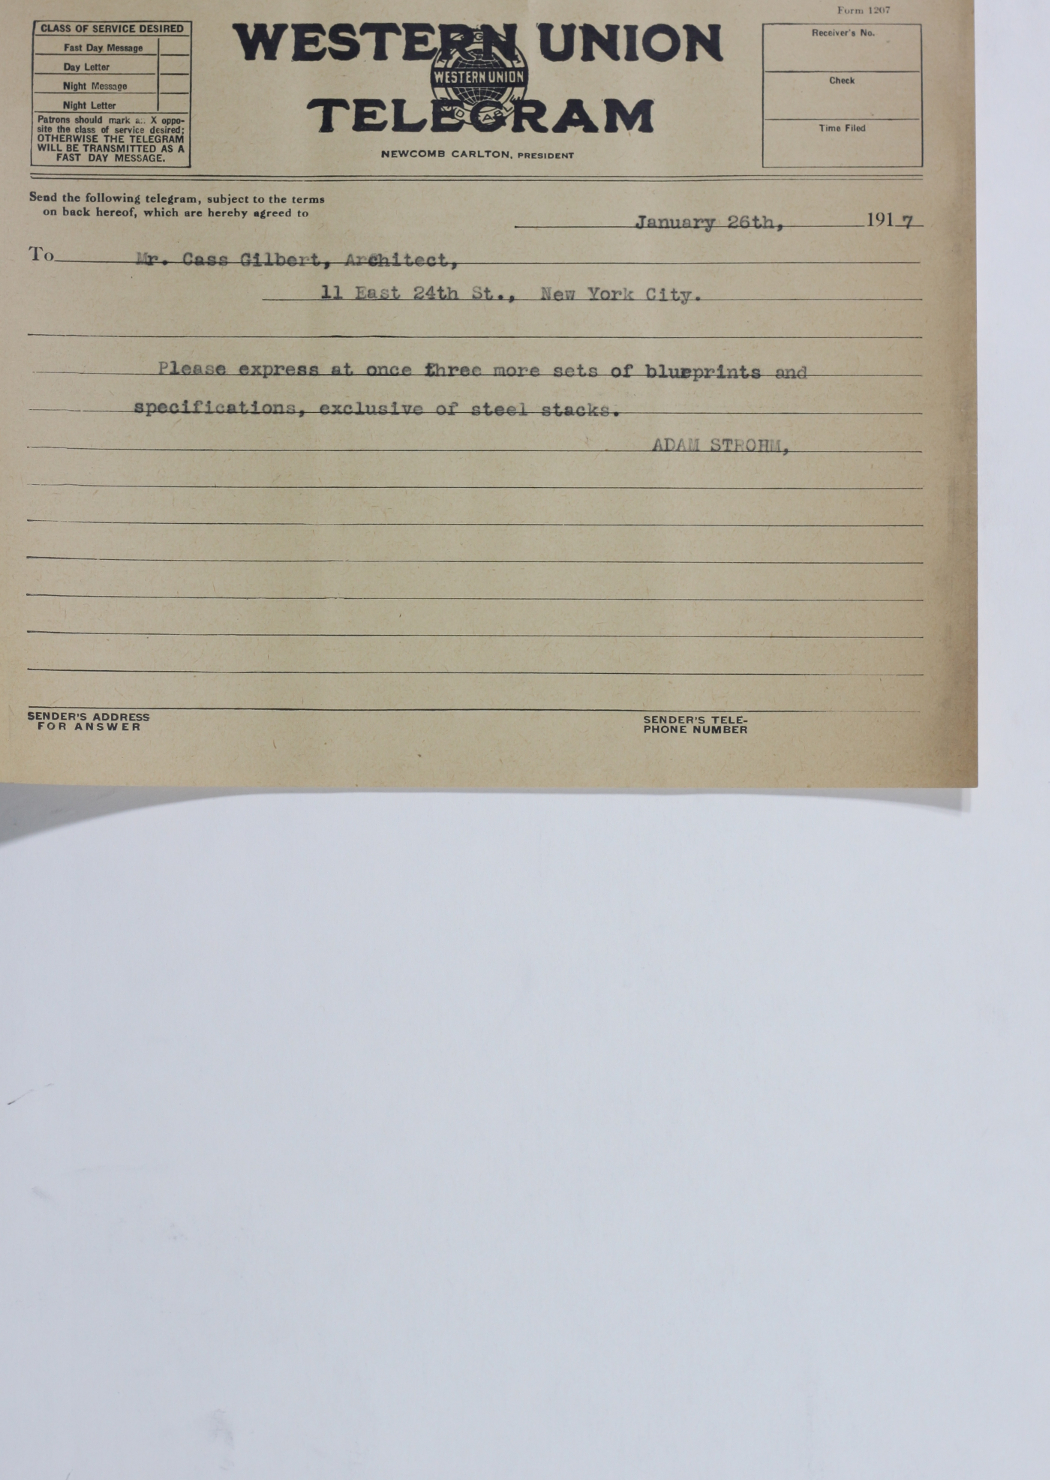 Form 1207
CLASS OF SERVICE DESIRED
Fast Day Message
Day Letter
Night Message
Night Letter
Patrons should mark an X oppo-
site the class of service desired;
OTHERWISE THE TELEGRAM
WILL BE TRANSMITTED AS A
FAST DAY MESSAGE.
WESTERN UNION
WESTERN UNION
TELEGRAM
NEWCOMB CARLTON, PRESIDENT
Receiver's No.
Check
Time Filed
Send the following telegram, subject to the terms
on back hereof, which are hereby agreed to
January 26th, 1917
To Mr. Cass Gilbert, Architect,
11 East 24th St., New York City.
Please express at once three more sets of blueprints and
specifications, exclusive of steel stacks.
ADAM STROHM,
SENDER'S ADDRESS
FOR ANSWER
SENDER'S TELE-
PHONE NUMBER